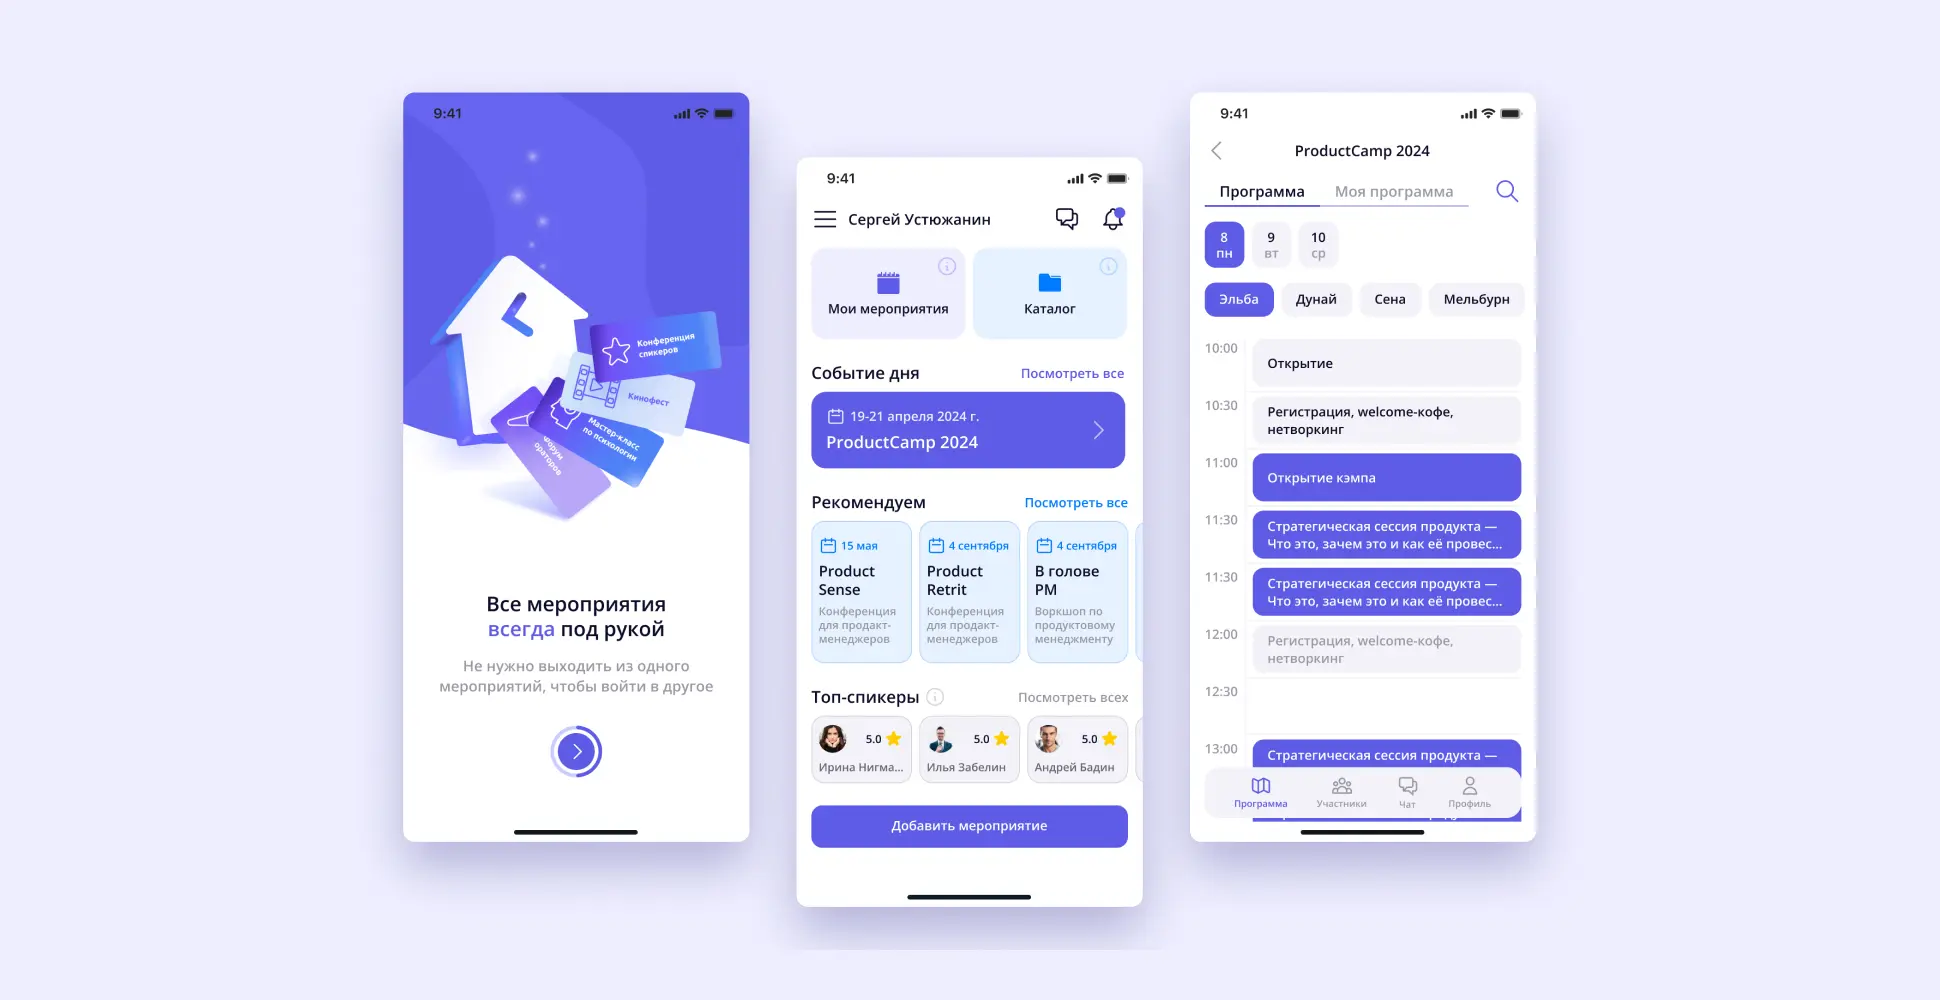 9:41
Конференция
спикеров
Кинофест
Мастер-класс
по психологии
Форум
ораторов
Все мероприятия
всегда под рукой
Не нужно выходить из одного
мероприятий, чтобы войти в другое
9:41
Сергей Устюжанин
Мои мероприятия
Каталог
Событие дня
Посмотреть все
19-21 апреля 2024 г.
ProductCamp 2024
Рекомендуем
Посмотреть все
15 мая
Product
Sense
Конференция
для продакт-
менеджеров
4 сентября
Product
Retrit
Конференция
для продакт-
менеджеров
4 сентября
В голове
PM
Воркшоп по
продуктовому
менеджменту
Топ-спикеры
Посмотреть всех
5.0
Ирина Нигма...
5.0
Илья Забелин
5.0
Андрей Бадин
Добавить мероприятие
9:41
ProductCamp 2024
Программа
Моя программа
8
пн
9
вт
10
ср
Эльба
Дунай
Сена
Мельбурн
10:00
Открытие
10:30
Регистрация, welcome-кофе,
нетворкинг
11:00
Открытие кэмпа
11:30
Стратегическая сессия продукта —
Что это, зачем это и как её провес...
11:30
Стратегическая сессия продукта —
Что это, зачем это и как её провес...
12:00
Регистрация, welcome-кофе,
нетворкинг
12:30
13:00
Стратегическая сессия продукта —
Программа
Участники
Чат
Профиль